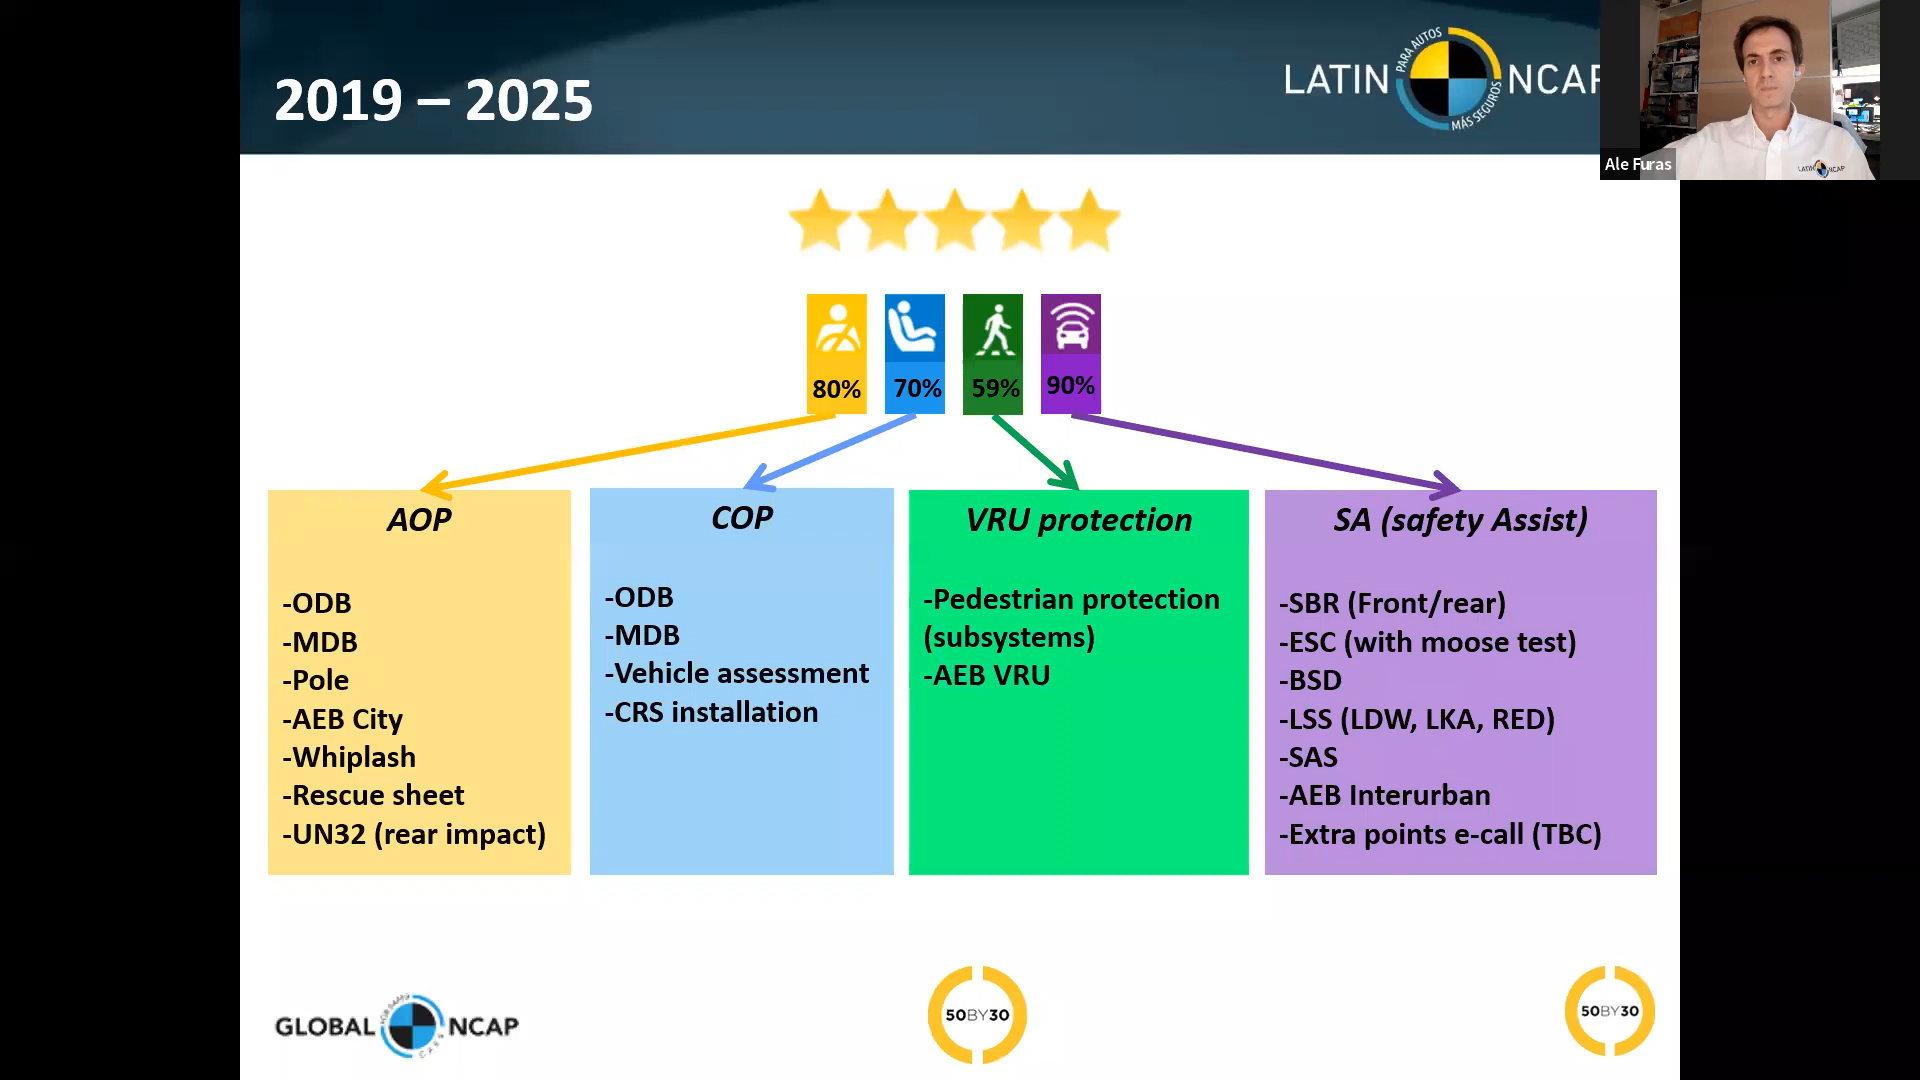 2019 – 2025
LATIN NCAP
PARA AUTOS
MÁS SEGUROS
Ale Furas
LATIN NCAP
80%
70%
59%
90%
AOP
-ODB
-MDB
-Pole
-AEB City
-Whiplash
-Rescue sheet
-UN32 (rear impact)
COP
-ODB
-MDB
-Vehicle assessment
-CRS installation
VRU protection
-Pedestrian protection
(subsystems)
-AEB VRU
SA (safety Assist)
-SBR (Front/rear)
-ESC (with moose test)
-BSD
-LSS (LDW, LKA, RED)
-SAS
-AEB Interurban
-Extra points e-call (TBC)
GLOBAL NCAP
50BY30
50BY30